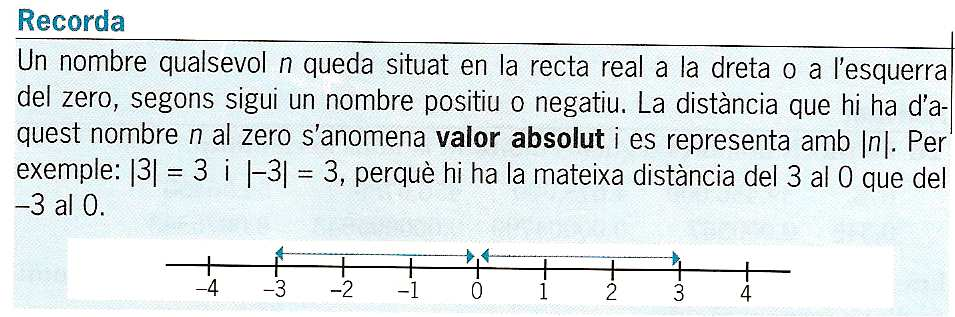 Recorda
Un nombre qualsevol n queda situat en la recta real a la dreta o a l'esquerra
del zero, segons sigui un nombre positiu o negatiu. La distància que hi ha d'a-
quest nombre n al zero s'anomena valor absolut i es representa amb |n|. Per
exemple: |3| = 3 i |–3| = 3, perquè hi ha la mateixa distància del 3 al 0 que del
–3 al 0.
–4 –3 –2 –1 0 1 2 3 4